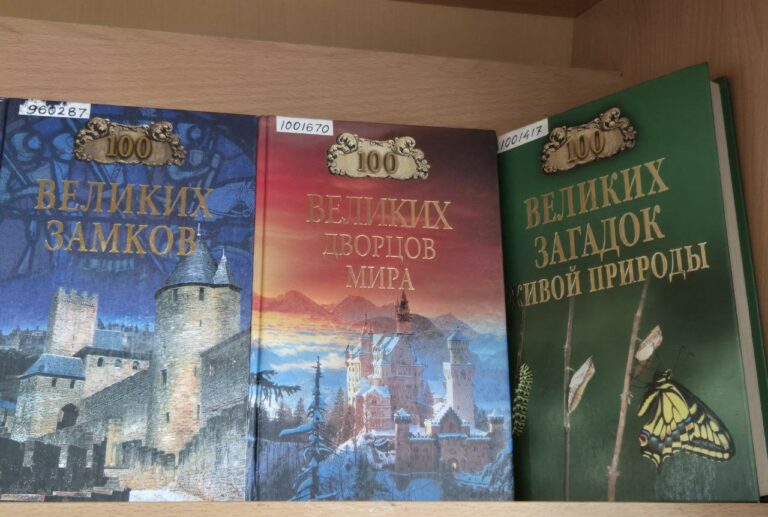 960287
100
ВЕЛИКИХ
ЗАМКОВ
1001670
100
ВЕЛИКИХ
ДВОРЦОВ
МИРА
1001417
100
ВЕЛИКИХ
ЗАГАДОК
ЖИВОЙ ПРИРОДЫ